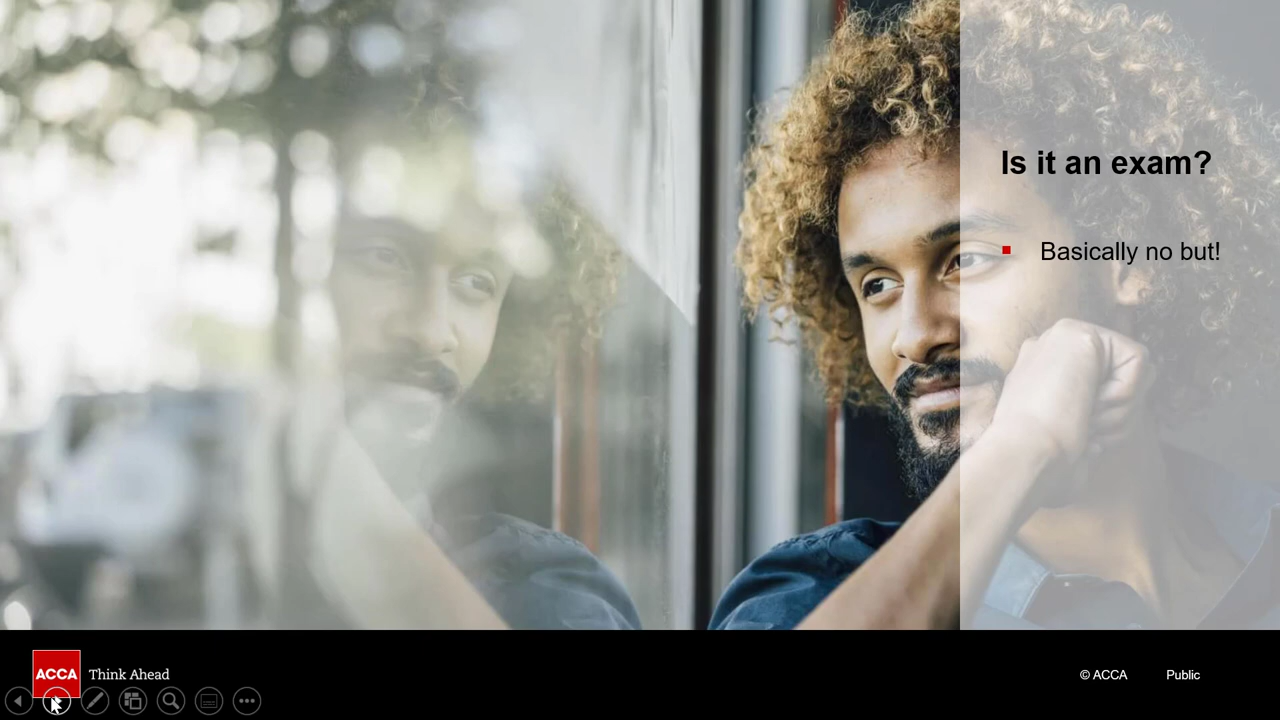 Is it an exam?
Basically no but!
ACCA
Think Ahead
© ACCA
Public